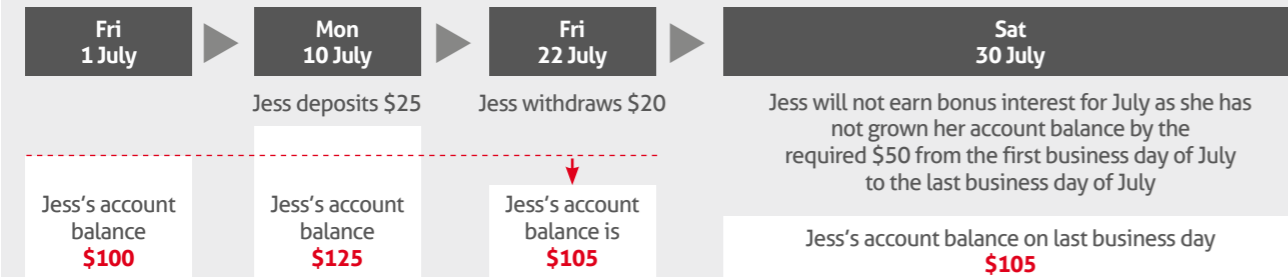 Fri
1 July
Mon
10 July
Fri
22 July
Sat
30 July
Jess deposits $25
Jess withdraws $20
Jess will not earn bonus interest for July as she has
not grown her account balance by the
required $50 from the first business day of July
to the last business day of July
Jess's account
balance
$100
Jess's account
balance
$125
Jess's account
balance is
$105
Jess's account balance on last business day
$105